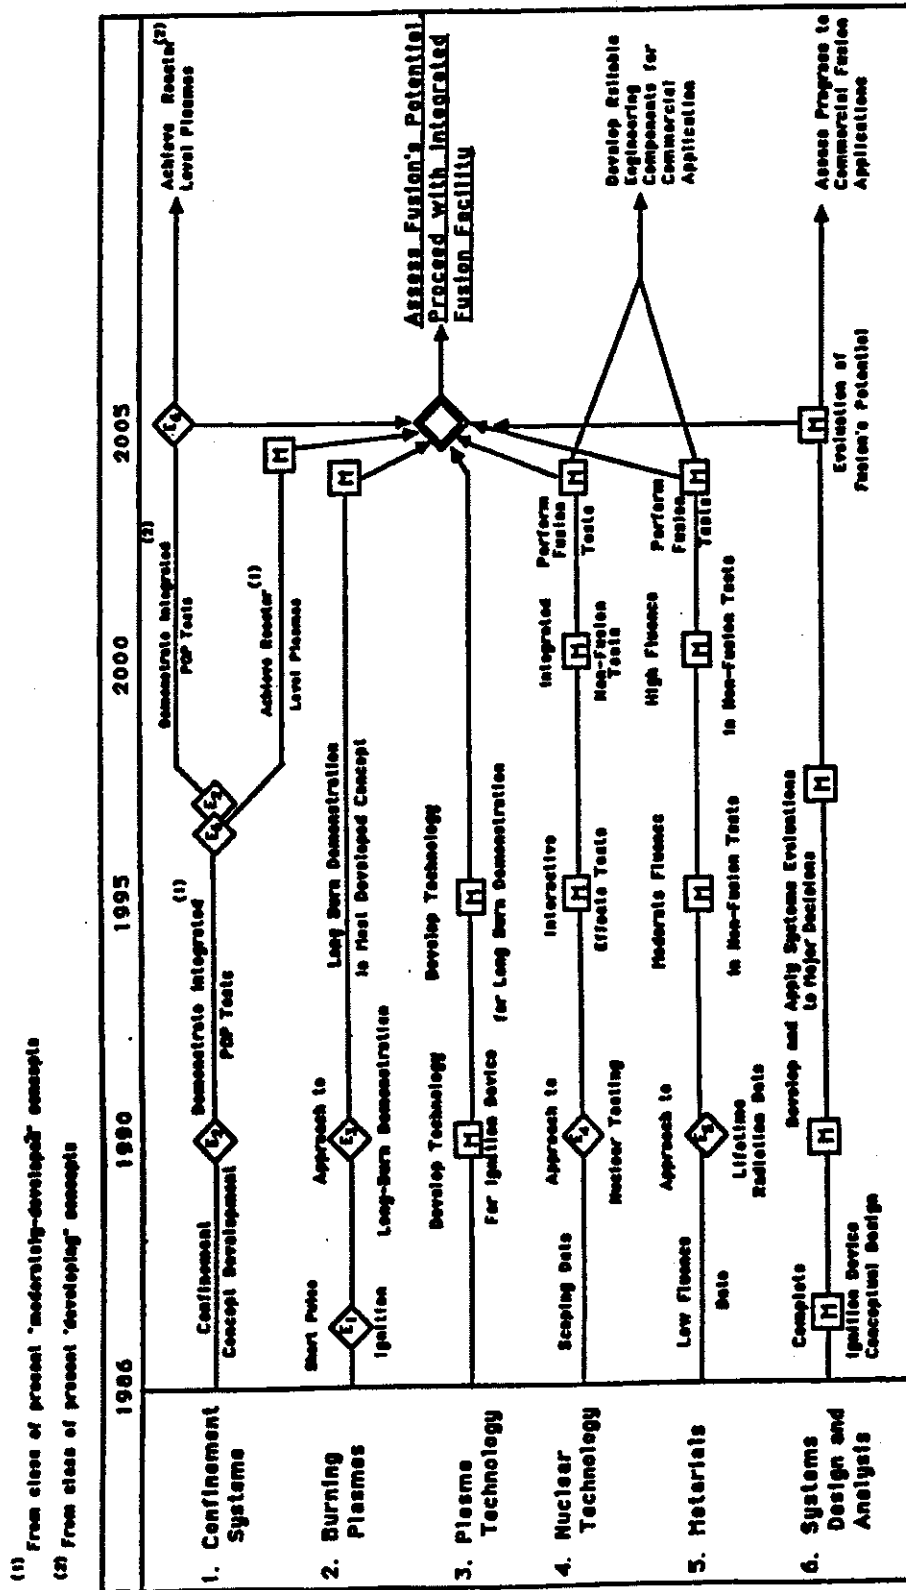 (1) From class of present "moderately-developed" concepts
(2) From class of present "developing" concepts
1986
1990
1995
2000
2005
1. Confinement
Systems
Confinement
Concept Development
Demonstrate Integrated (1)
POP Tests
Demonstrate Integrated (2)
POP Tests
E6
Achieve Reactor (2)
Level Plasmas
Achieve Reactor (1)
Level Plasmas
M
2. Burning
Plasmas
Short Pulse
Ignition
E1
Approach to
Long-Burn Demonstration
E3
Long Burn Demonstration
in Most Developed Concept
M
Assess Fusion's Potential
Proceed with Integrated
Fusion Facility
3. Plasma
Technology
Develop Technology
For Ignition Device
M
Develop Technology
for Long Burn Demonstration
M
4. Nuclear
Technology
Scoping Data
Approach to
Nuclear Testing
E4
Interactive
Effects Tests
M
Integrated
Non-Fusion
Tests
M
Perform
Fusion
Tests
M
Develop Reliable
Engineering
Components for
Commercial
Application
5. Materials
Low Fluence
Data
Approach to
Lifetime
Radiation Data
E5
Moderate Fluence
in Non-Fusion Tests
M
High Fluence
in Non-Fusion Tests
M
Perform
Fusion
Tests
M
6. Systems
Design and
Analysis
Complete
Ignition Device
Conceptual Design
M
M
Develop and Apply Systems Evaluations
to Major Decisions
M
M
Evaluation of
Fusion's Potential
Assess Progress to
Commercial Fusion
Applications